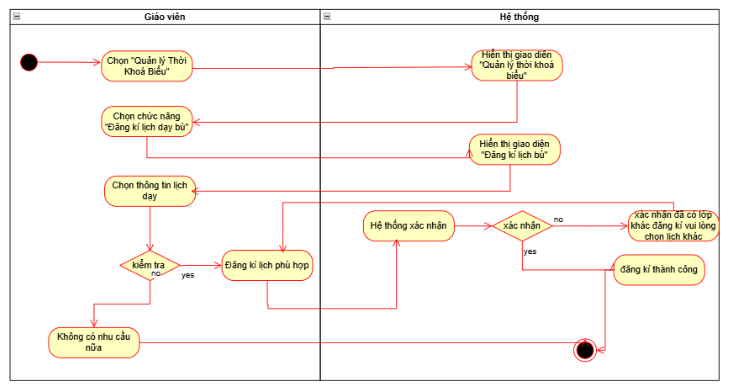 Giáo viên
Hệ thống
Chọn "Quản lý Thời
Khoá Biểu"
Hiển thị giao diện
"Quản lý thời khoá
biểu"
Chọn chức năng
"Đăng kí lịch dạy bù"
Hiển thị giao diện
"Đăng kí lịch bù"
Chọn thông tin lịch
dạy
Hệ thống xác nhận
xác nhận
no
xác nhận đã có lớp
khác đăng kí vui lòng
chọn lịch khác
yes
kiểm tra
no
yes
Đăng kí lịch phù hợp
đăng kí thành công
Không có nhu cầu
nữa